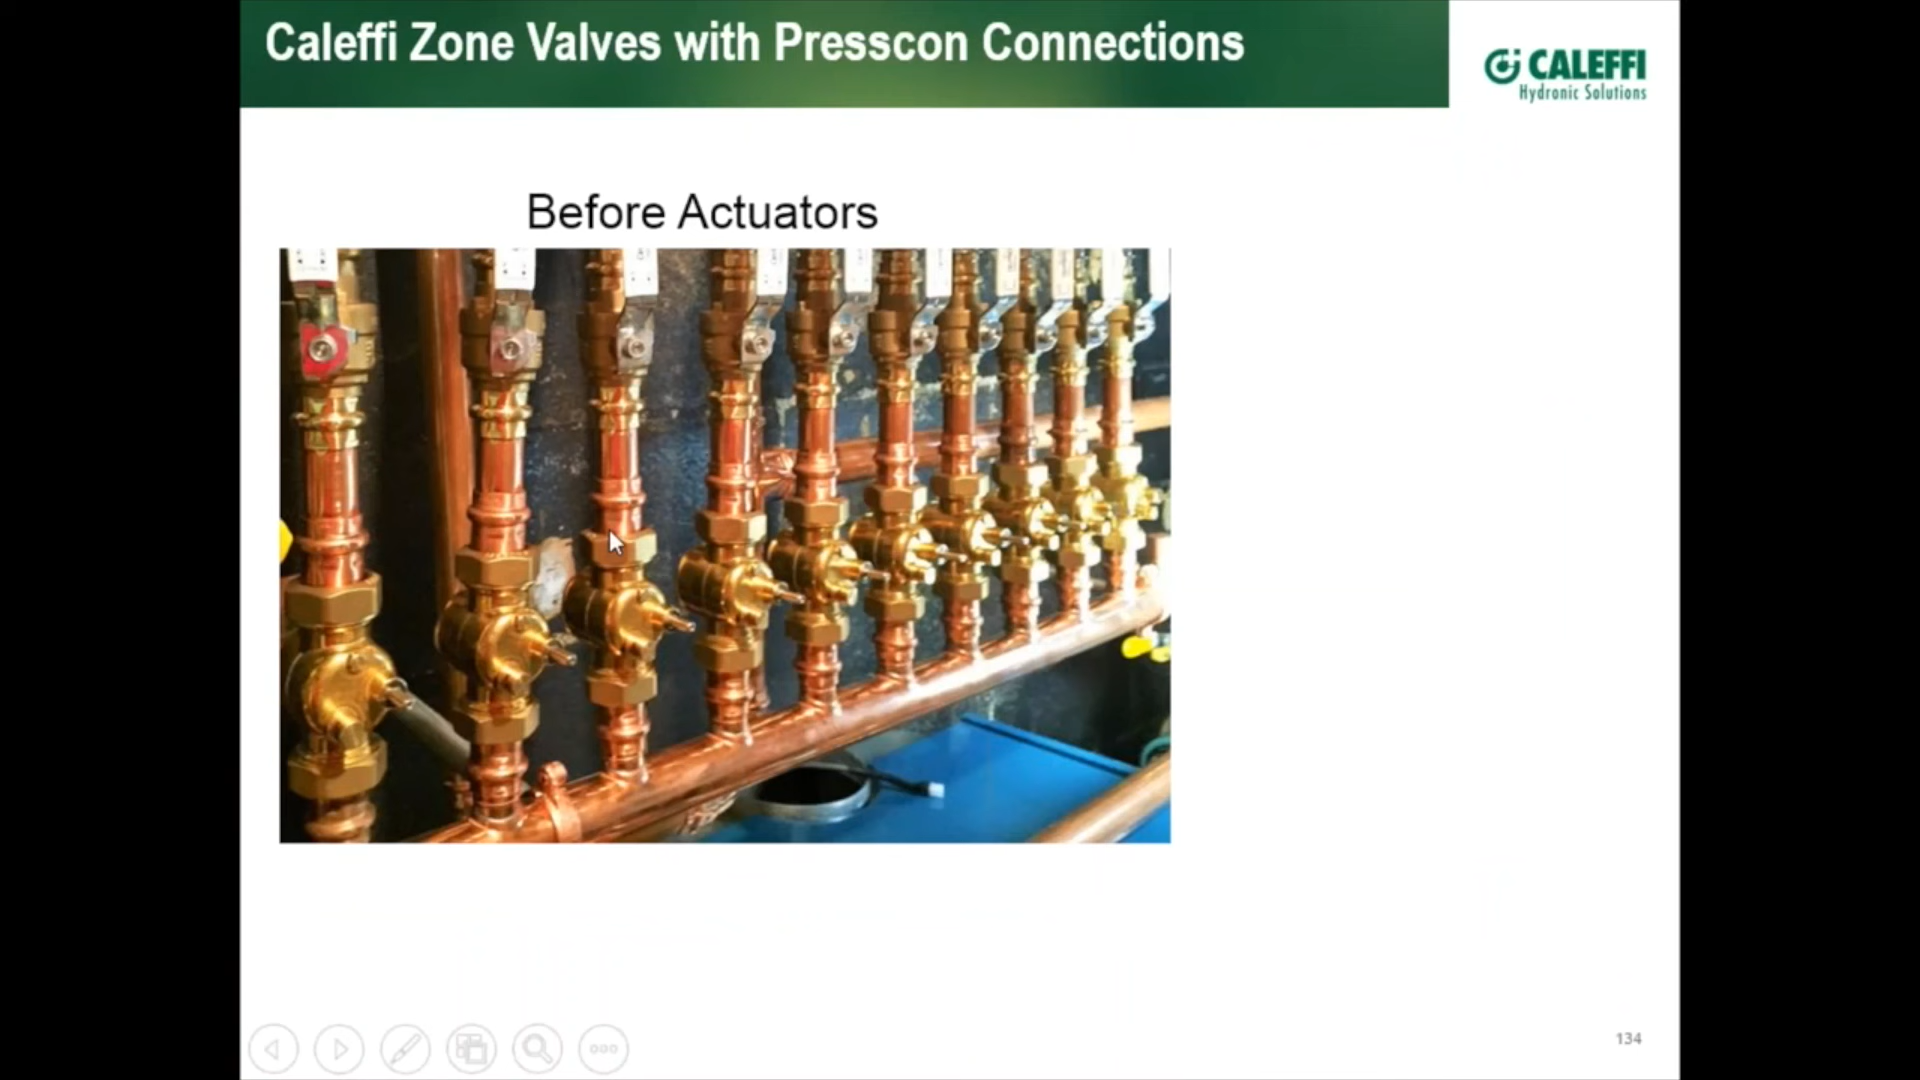 Caleffi Zone Valves with Presscon Connections
CALEFFI
Hydronic Solutions
Before Actuators
134